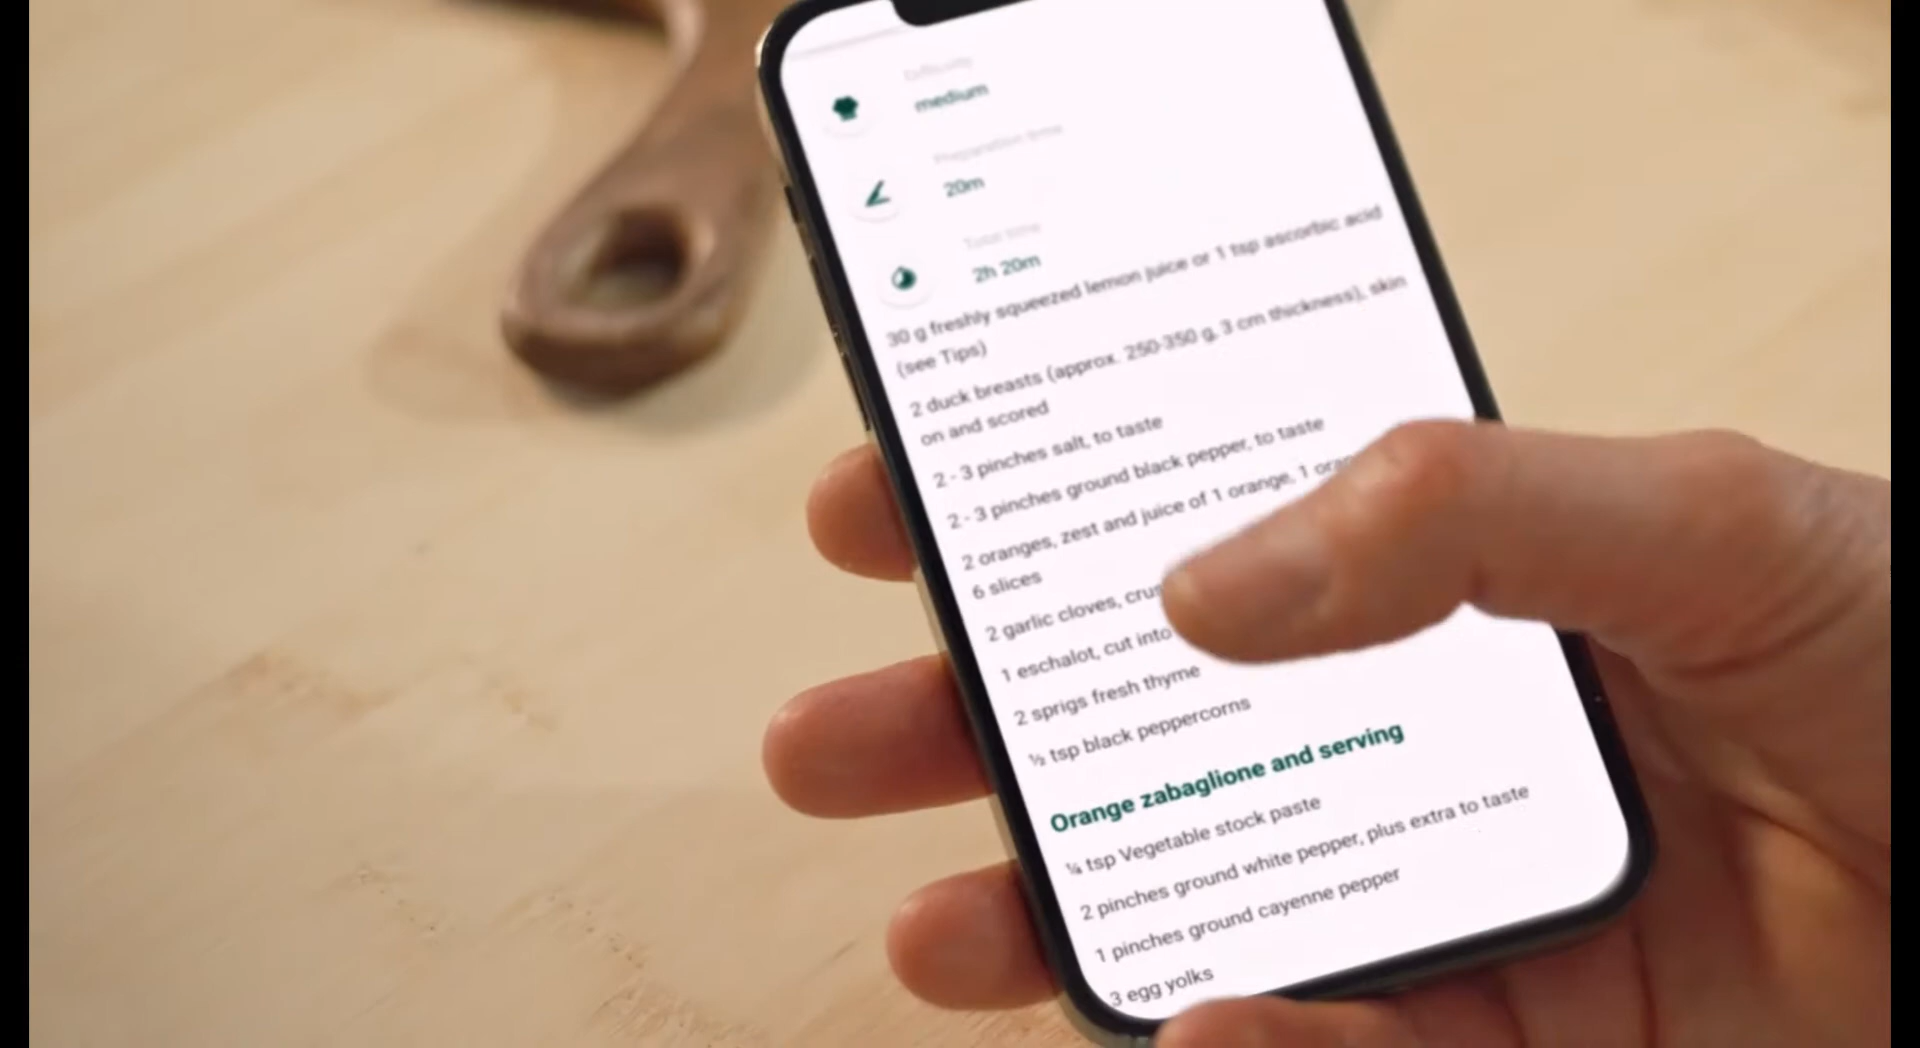 Difficulty
medium
Preparation time
20m
Total time
2h 20m
30 g freshly squeezed lemon juice or 1 tsp ascorbic acid
(see Tips)
2 duck breasts (approx. 250-350 g, 3 cm thickness), skin
on and scored
2 - 3 pinches salt, to taste
2 - 3 pinches ground black pepper, to taste
2 oranges, zest and juice of 1 orange, 1
6 slices
2 garlic cloves,
1 eschalot, cut into
2 sprigs fresh thyme
½ tsp black peppercorns
Orange zabaglione and serving
¼ tsp Vegetable stock paste
2 pinches ground white pepper, plus extra to taste
1 pinches ground cayenne pepper
3 egg yolks